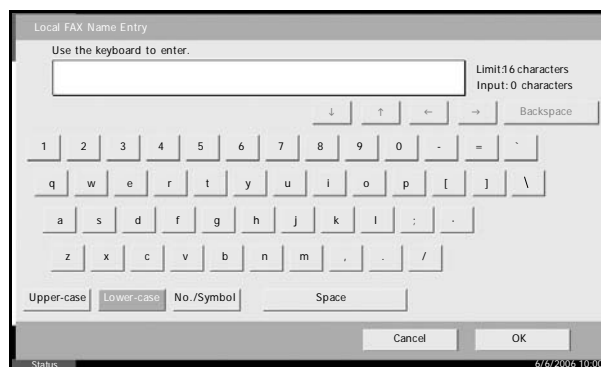 Local FAX Name Entry
Use the keyboard to enter.
Limit:16 characters
Input: 0 characters
↓ ↑ ← → Backspace
1 2 3 4 5 6 7 8 9 0 - = `
q w e r t y u i o p [ ] \
a s d f g h j k l ; ·
z x c v b n m , . /
Upper-case Lower-case No./Symbol Space
Cancel OK
Status 6/6/2006 10:00